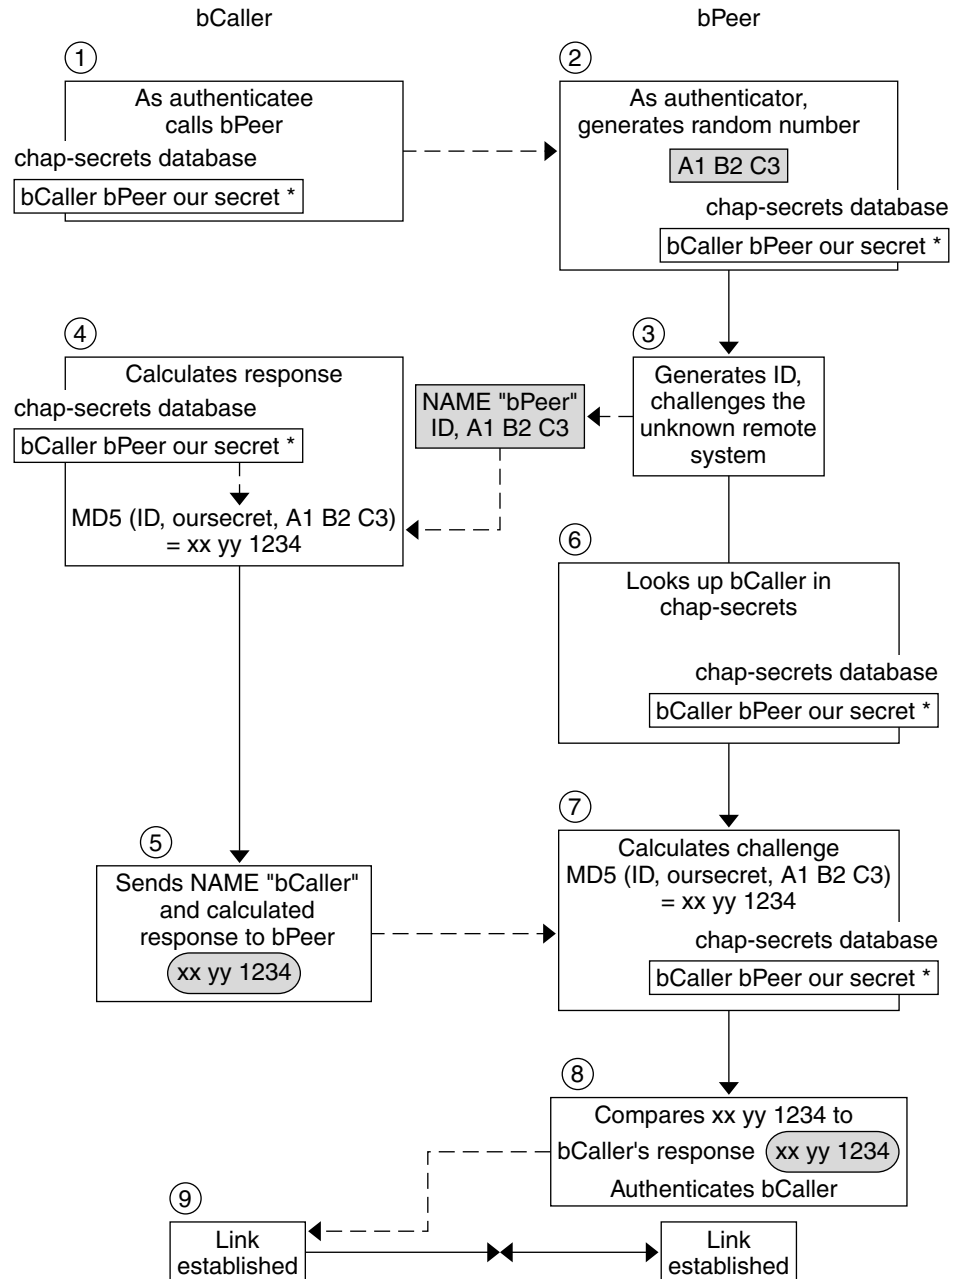 bCaller
bPeer
1
As authenticatee
calls bPeer
chap-secrets database
bCaller bPeer our secret *
2
As authenticator,
generates random number
A1 B2 C3
chap-secrets database
bCaller bPeer our secret *
3
Generates ID,
challenges the
unknown remote
system
NAME "bPeer"
ID, A1 B2 C3
4
Calculates response
chap-secrets database
bCaller bPeer our secret *
MD5 (ID, oursecret, A1 B2 C3)
= xx yy 1234
5
Sends NAME "bCaller"
and calculated
response to bPeer
xx yy 1234
6
Looks up bCaller in
chap-secrets
chap-secrets database
bCaller bPeer our secret *
7
Calculates challenge
MD5 (ID, oursecret, A1 B2 C3)
= xx yy 1234
chap-secrets database
bCaller bPeer our secret *
8
Compares xx yy 1234 to
bCaller's response xx yy 1234
Authenticates bCaller
9
Link
established
Link
established